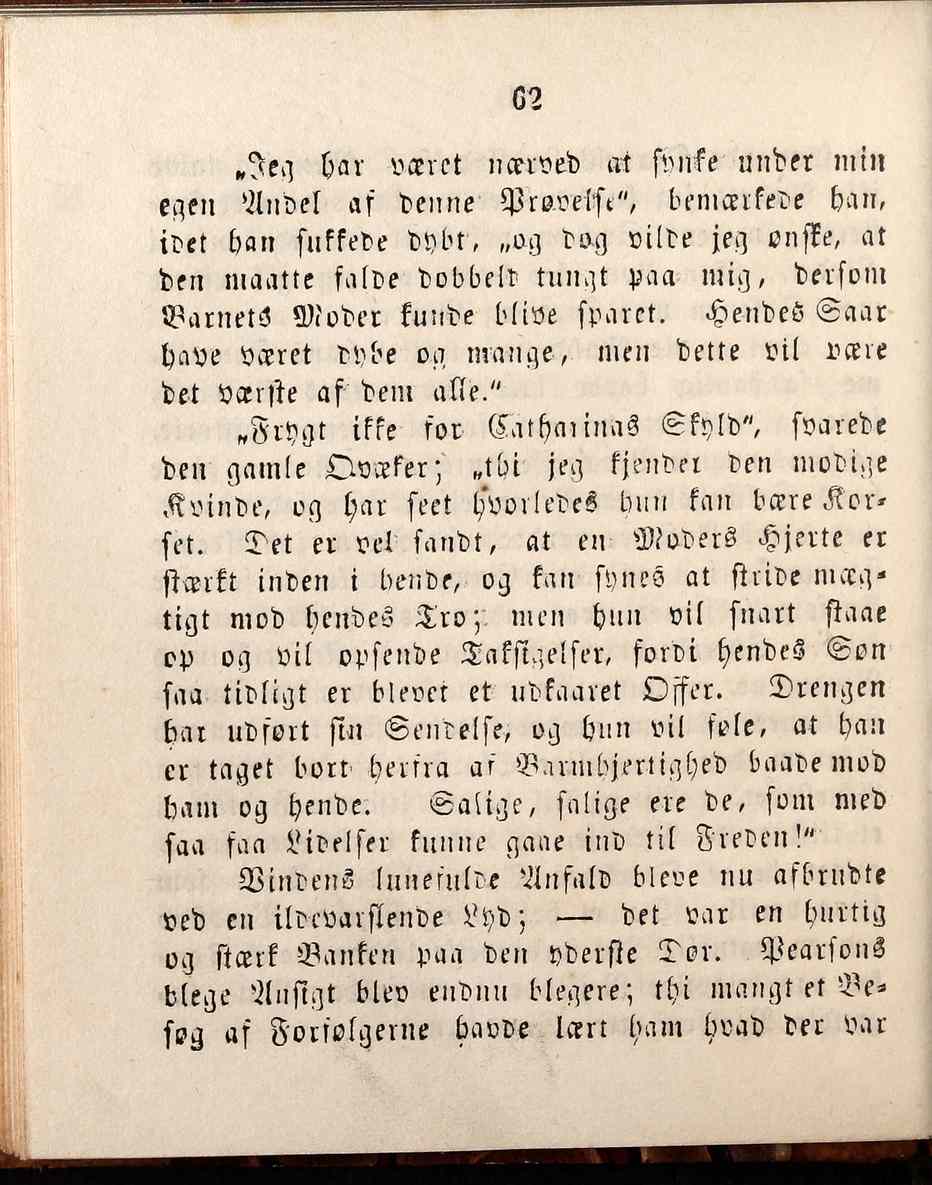 62
„Jeg har været nærved at synke under min
egen Andel af denne Prøvelse“, bemærkede han,
idet han sukkede dybt, „og dog vilde jeg ønske, at
den maatte falde dobbelt tungt paa mig, dersom
Barnets Moder kunde blive sparet. Hendes Saar
have været dybe og mange, men dette vil være
det værste af dem alle.“
„Frygt ikke for Catharinas Skyld“, svarede
den gamle Qvæker; „thi jeg kjender den modige
Kvinde, og har seet hvorledes hun kan bære Kor-
set. Det er vel sandt, at en Moders Hjerte er
stærkt inden i hende, og kan synes at stride mæg-
tigt mod hendes Tro; men hun vil snart staae
op og vil opsende Taksigelser, fordi hendes Søn
saa tidligt er blevet et udkaaret Offer. Drengen
har udført sin Sendelse, og hun vil føle, at han
er taget bort herfra af Barmhjertighed baade mod
ham og hende. Salige, salige ere de, som med
saa faa Lidelser kunne gaae ind til Freden!“
Vindens lunefulde Anfald bleve nu afbrudte
ved en ildevarslende Lyd; — det var en hurtig
og stærk Banken paa den yderste Dør. Pearsons
blege Ansigt blev endnu blegere; thi mangt et Be-
søg af Forfølgerne havde lært ham hvad der var